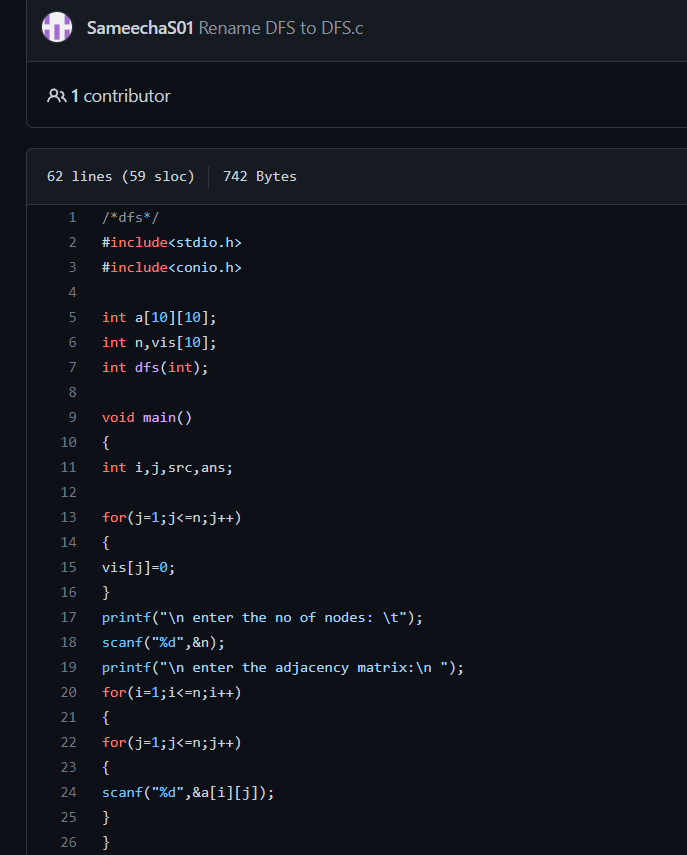 SameechaS01 Rename DFS to DFS.c
1 contributor
62 lines (59 sloc) 742 Bytes
1 /*dfs*/
2 #include<stdio.h>
3 #include<conio.h>
4
5 int a[10][10];
6 int n,vis[10];
7 int dfs(int);
8
9 void main()
10 {
11 int i,j,src,ans;
12
13 for(j=1;j<=n;j++)
14 {
15 vis[j]=0;
16 }
17 printf("\n enter the no of nodes: \t");
18 scanf("%d",&n);
19 printf("\n enter the adjacency matrix:\n ");
20 for(i=1;i<=n;i++)
21 {
22 for(j=1;j<=n;j++)
23 {
24 scanf("%d",&a[i][j]);
25 }
26 }